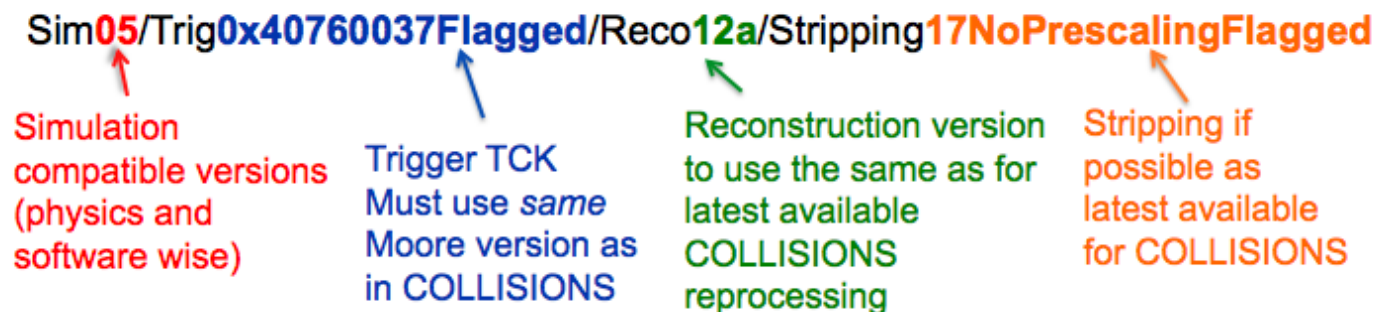 Sim05/Trig0x40760037Flagged/Reco12a/Stripping17NoPrescalingFlagged
Simulation
compatible versions
(physics and
software wise)
Trigger TCK
Must use same
Moore version as
in COLLISIONS
Reconstruction version
to use the same as for
latest available
COLLISIONS
reprocessing
Stripping if
possible as
latest available
for COLLISIONS